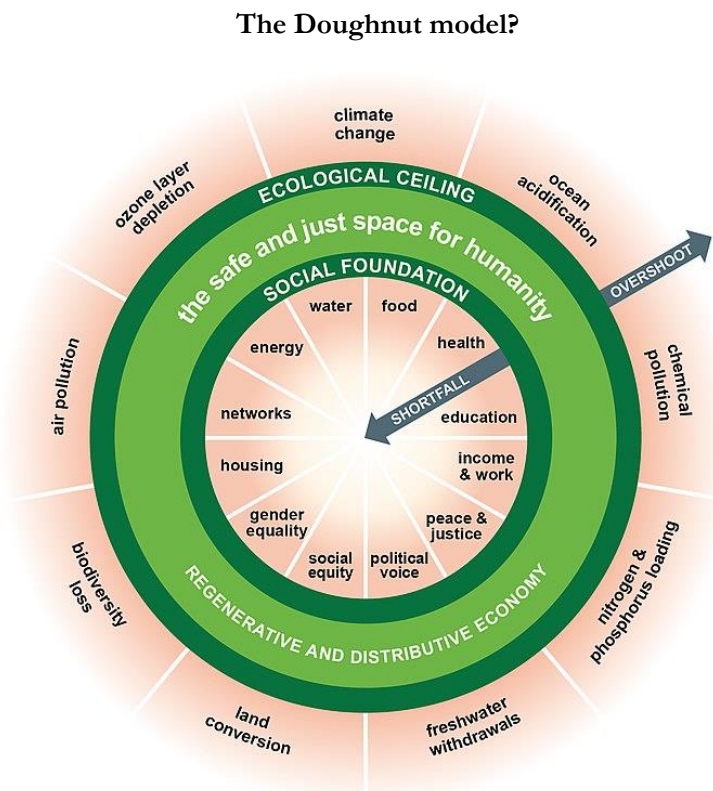 The Doughnut model?
climate
change
ocean
acidification
chemical
pollution
nitrogen &
phosphorus loading
freshwater
withdrawals
land
conversion
biodiversity
loss
air pollution
ozone layer
depletion
ECOLOGICAL CEILING
the safe and just space for humanity
SOCIAL FOUNDATION
OVERSHOOT
water
food
health
SHORTFALL
education
income
& work
peace &
justice
political
voice
social
equity
gender
equality
housing
networks
energy
REGENERATIVE AND DISTRIBUTIVE ECONOMY